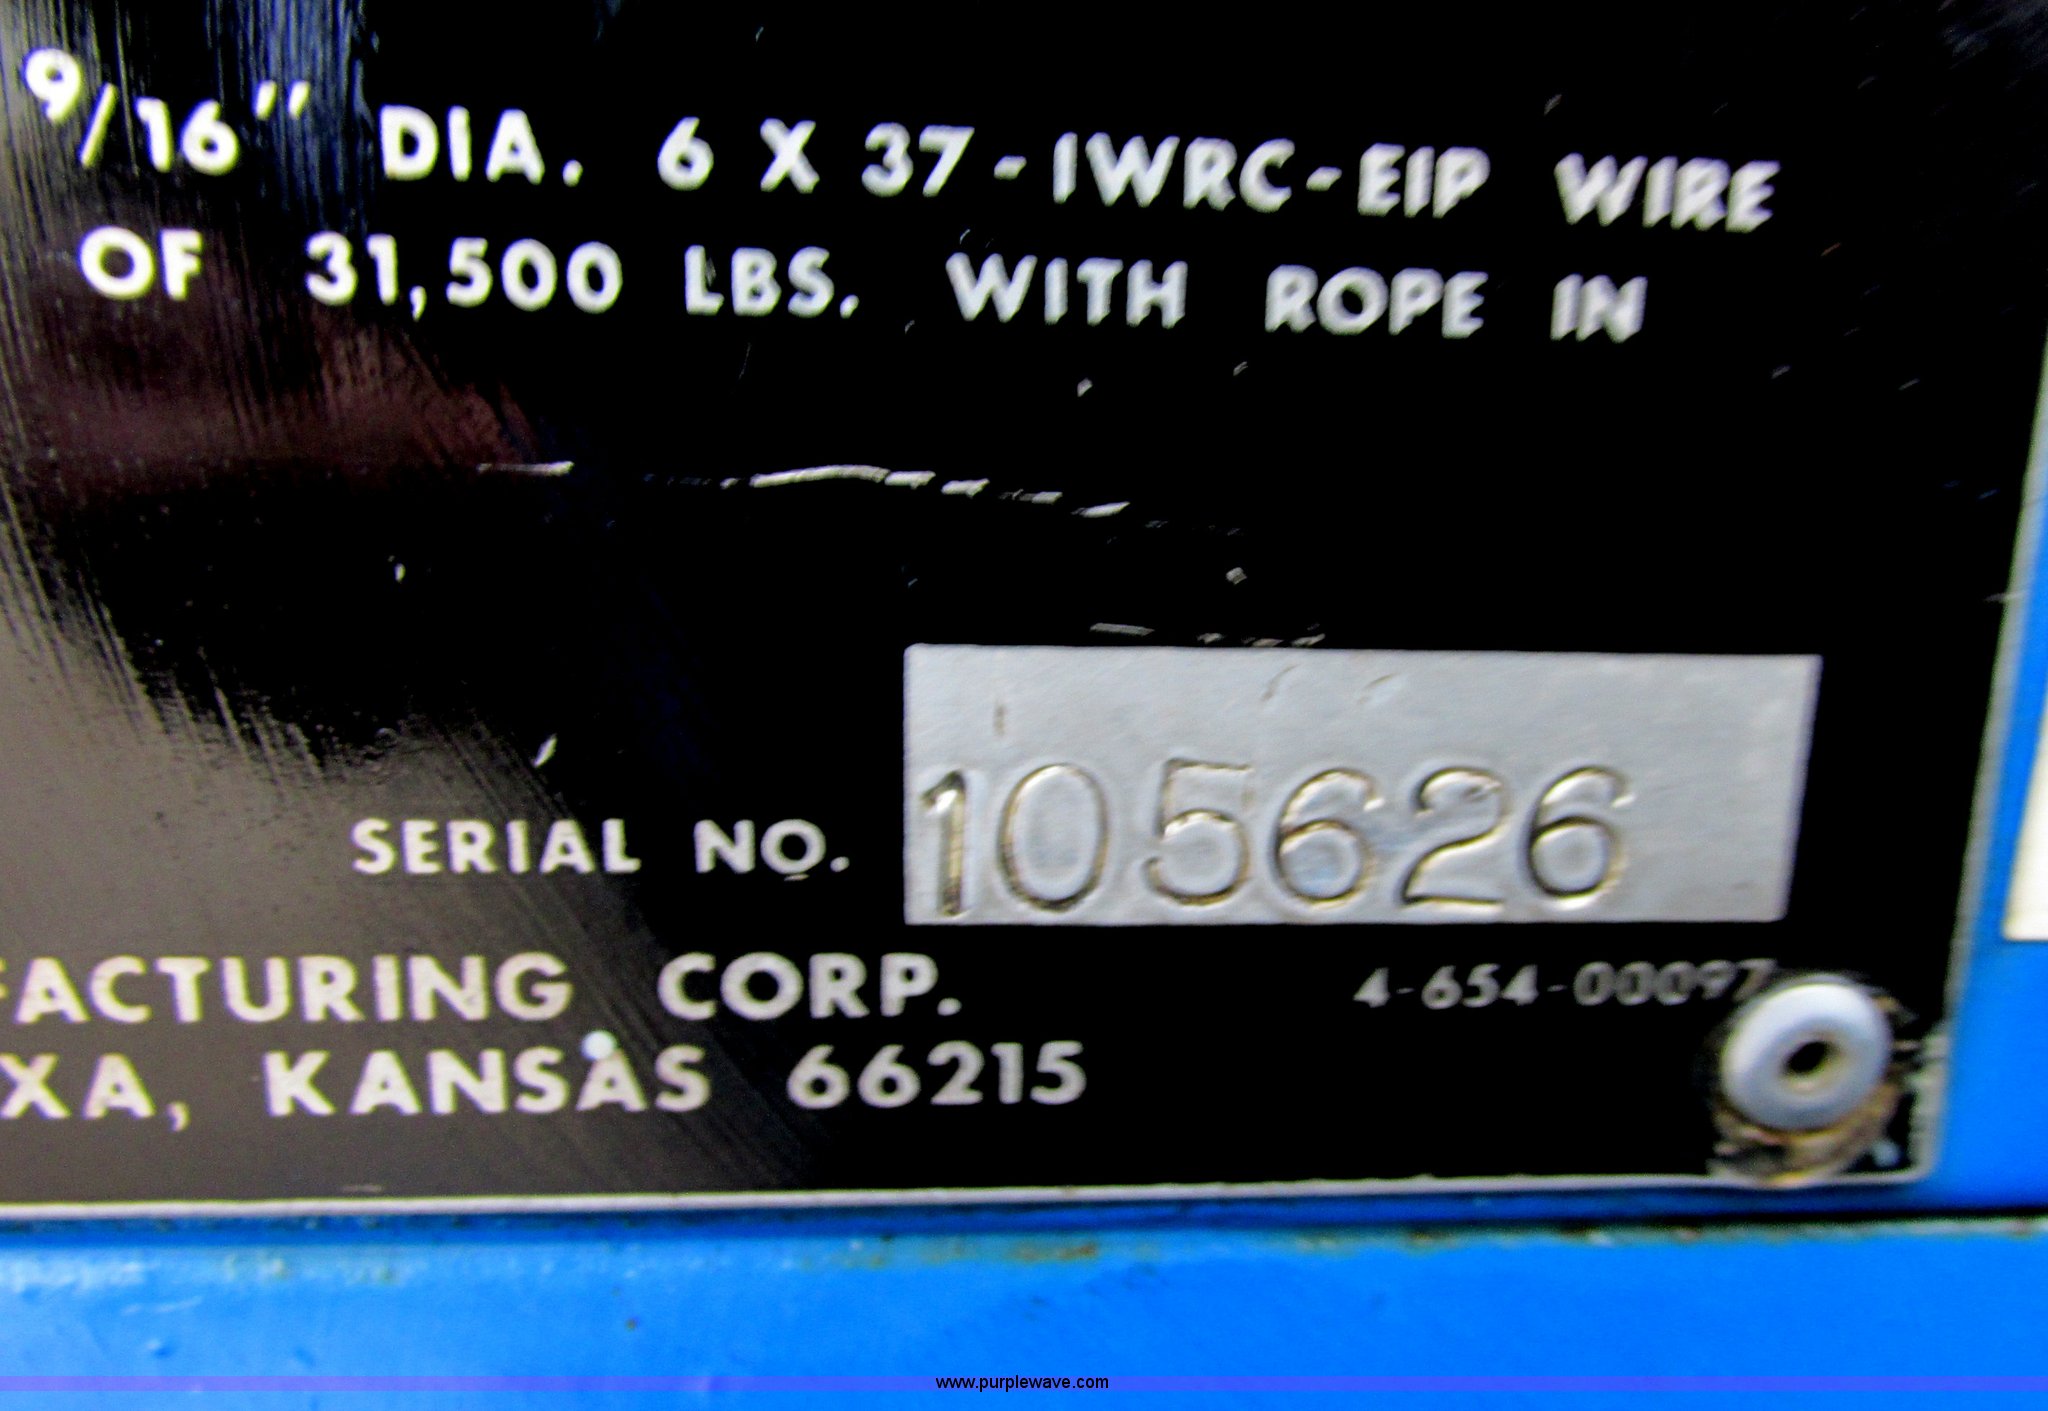 9/16" DIA. 6 X 37-IWRC-EIP WIRE
OF 31,500 LBS. WITH ROPE IN
SERIAL NO. 105626
FACTURING CORP.
4-654-00097
XA, KANSAS 66215
www.purplewave.com